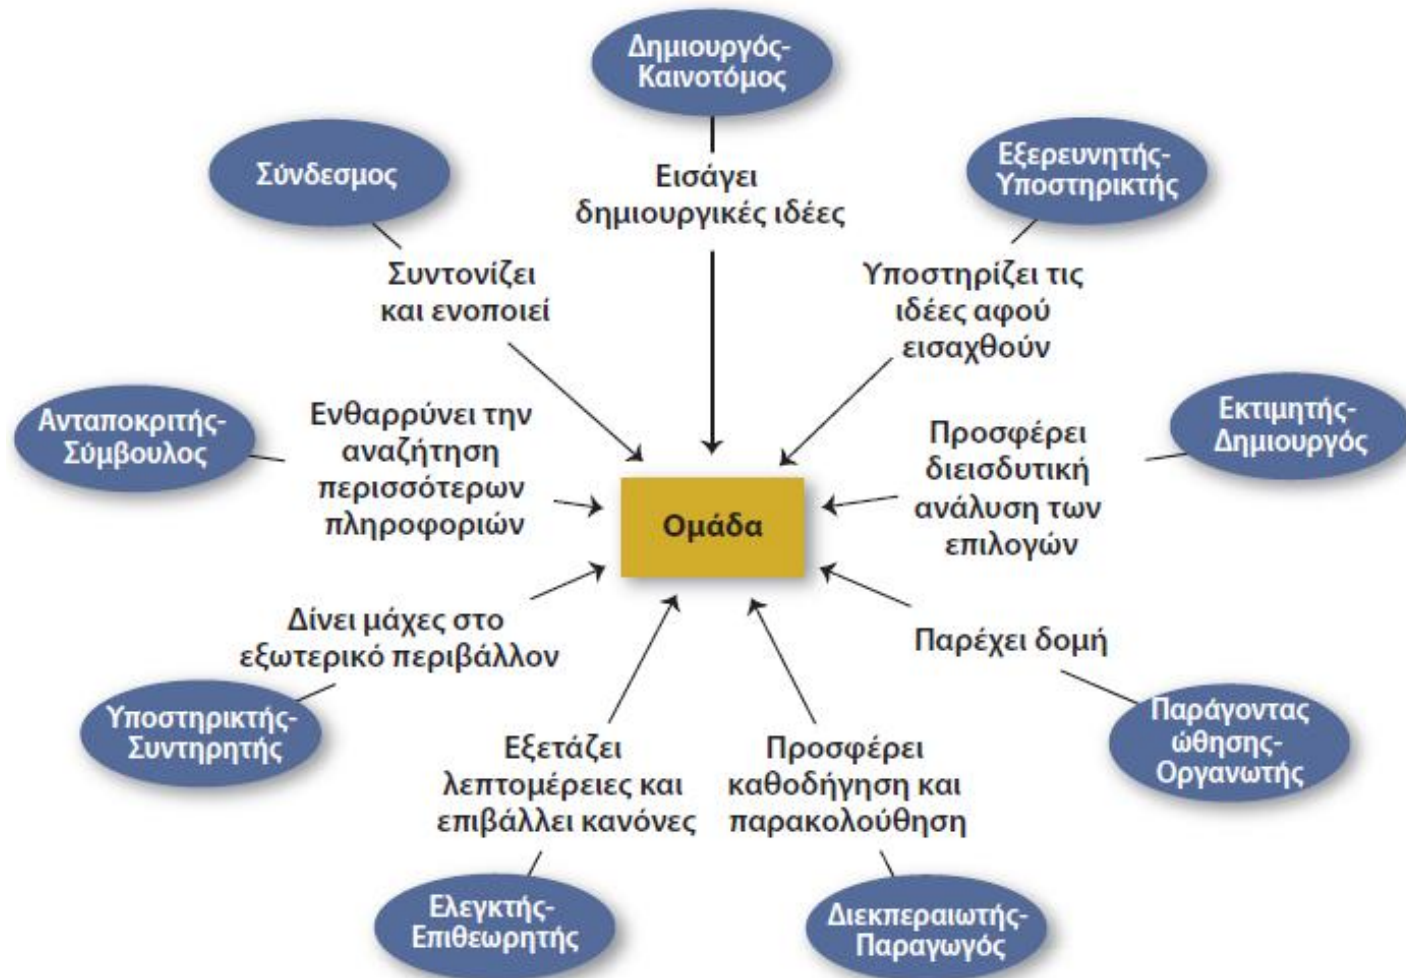 Δημιουργός-
Καινοτόμος
Εισάγει
δημιουργικές ιδέες
Εξερευνητής-
Υποστηρικτής
Υποστηρίζει τις
ιδέες αφού
εισαχθούν
Εκτιμητής-
Δημιουργός
Προσφέρει
διεισδυτική
ανάλυση των
επιλογών
Παράγοντας
ώθησης-
Οργανωτής
Παρέχει δομή
Διεκπεραιωτής-
Παραγωγός
Προσφέρει
καθοδήγηση και
παρακολούθηση
Ελεγκτής-
Επιθεωρητής
Εξετάζει
λεπτομέρειες και
επιβάλλει κανόνες
Υποστηρικτής-
Συντηρητής
Δίνει μάχες στο
εξωτερικό περιβάλλον
Ανταποκριτής-
Σύμβουλος
Ενθαρρύνει την
αναζήτηση
περισσότερων
πληροφοριών
Σύνδεσμος
Συντονίζει
και ενοποιεί
Ομάδα